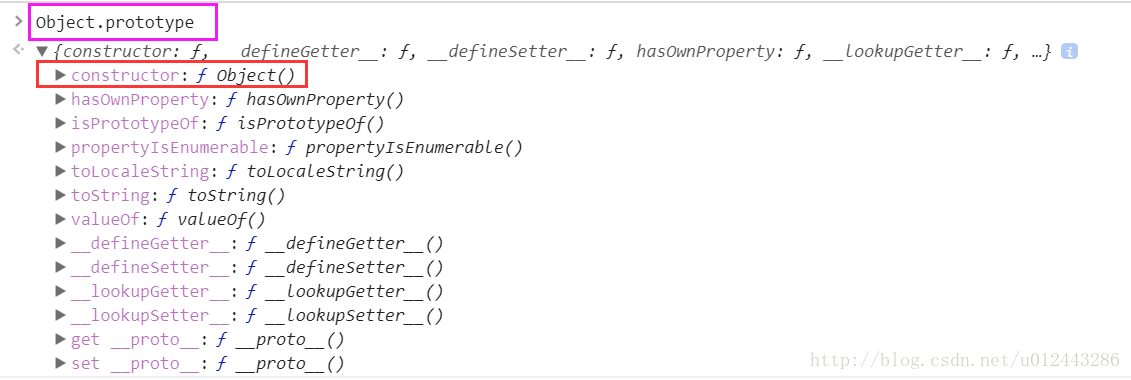 > Object.prototype
{constructor: ƒ, __defineGetter__: ƒ, __defineSetter__: ƒ, hasOwnProperty: ƒ, __lookupGetter__: ƒ, …} i
▶ constructor: ƒ Object()
▶ hasOwnProperty: ƒ hasOwnProperty()
▶ isPrototypeOf: ƒ isPrototypeOf()
▶ propertyIsEnumerable: ƒ propertyIsEnumerable()
▶ toLocaleString: ƒ toLocaleString()
▶ toString: ƒ toString()
▶ valueOf: ƒ valueOf()
▶ __defineGetter__: ƒ __defineGetter__()
▶ __defineSetter__: ƒ __defineSetter__()
▶ __lookupGetter__: ƒ __lookupGetter__()
▶ __lookupSetter__: ƒ __lookupSetter__()
▶ get __proto__: ƒ __proto__()
▶ set __proto__: ƒ __proto__()
http://blog.csdn.net/u012443286